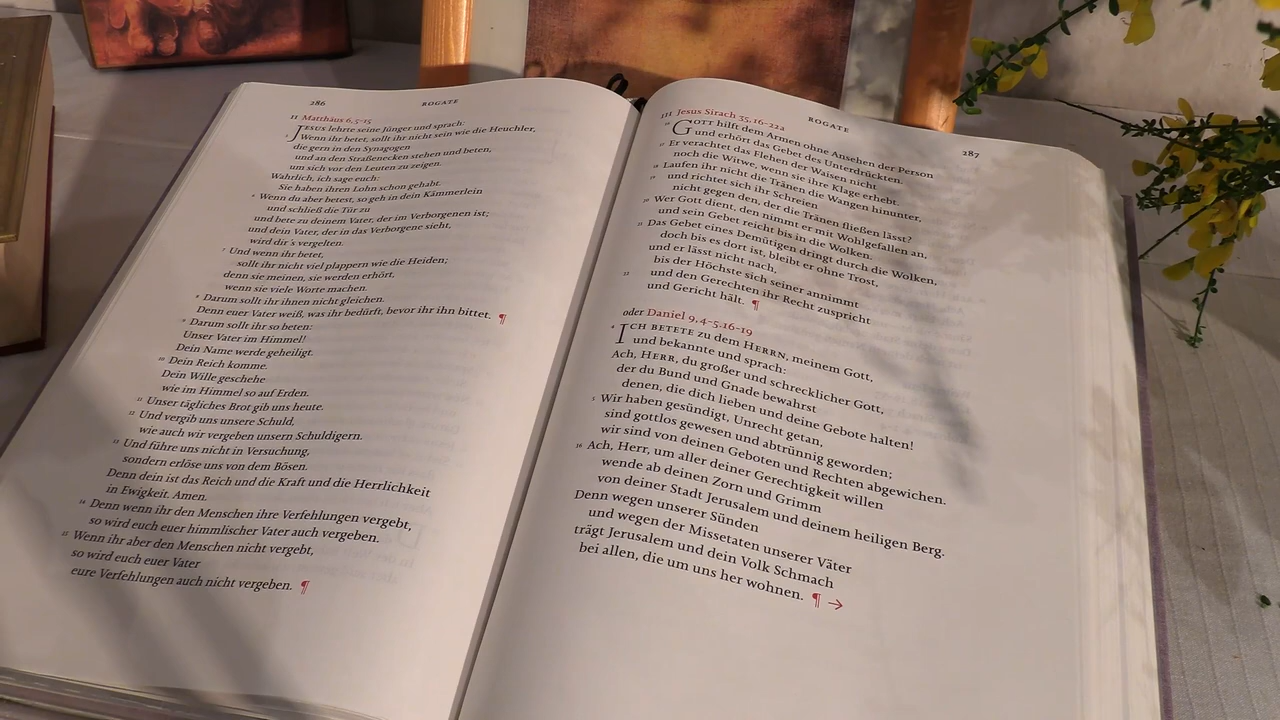 286
ROGATE
II Matthäus 6,5-15
5 JESUS lehrte seine Jünger und sprach:
Wenn ihr betet, sollt ihr nicht sein wie die Heuchler,
die gern in den Synagogen
und an den Straßenecken stehen und beten,
um sich vor den Leuten zu zeigen.
Wahrlich, ich sage euch:
Sie haben ihren Lohn schon gehabt.
6 Wenn du aber betest, so geh in dein Kämmerlein
und schließ die Tür zu
und bete zu deinem Vater, der im Verborgenen ist;
und dein Vater, der in das Verborgene sieht,
wird dir's vergelten.
7 Und wenn ihr betet,
sollt ihr nicht viel plappern wie die Heiden;
denn sie meinen, sie werden erhört,
wenn sie viele Worte machen.
8 Darum sollt ihr ihnen nicht gleichen.
Denn euer Vater weiß, was ihr bedürft, bevor ihr ihn bittet. ¶
9 Darum sollt ihr so beten:
Unser Vater im Himmel!
Dein Name werde geheiligt.
10 Dein Reich komme.
Dein Wille geschehe
wie im Himmel so auf Erden.
11 Unser tägliches Brot gib uns heute.
12 Und vergib uns unsere Schuld,
wie auch wir vergeben unsern Schuldigern.
13 Und führe uns nicht in Versuchung,
sondern erlöse uns von dem Bösen.
Denn dein ist das Reich und die Kraft und die Herrlichkeit
in Ewigkeit. Amen.
14 Denn wenn ihr den Menschen ihre Verfehlungen vergebt,
so wird euch euer himmlischer Vater auch vergeben.
15 Wenn ihr aber den Menschen nicht vergebt,
so wird euch euer Vater
eure Verfehlungen auch nicht vergeben. ¶
ROGATE
287
III Jesus Sirach 35,16-22a
16 GOTT hilft dem Armen ohne Ansehen der Person
und erhört das Gebet des Unterdrückten.
17 Er verachtet das Flehen der Waisen nicht
noch die Witwe, wenn sie ihre Klage erhebt.
18 Laufen ihr nicht die Tränen die Wangen hinunter,
19 und richtet sich ihr Schreien
nicht gegen den, der die Tränen fließen lässt?
20 Wer Gott dient, den nimmt er mit Wohlgefallen an,
und sein Gebet reicht bis in die Wolken.
21 Das Gebet eines Demütigen dringt durch die Wolken,
doch bis es dort ist, bleibt er ohne Trost,
und er lässt nicht nach,
bis der Höchste sich seiner annimmt
22 und den Gerechten ihr Recht zuspricht
und Gericht hält. ¶
oder Daniel 9,4-5.16-19
4 ICH BETETE zu dem HERRN, meinem Gott,
und bekannte und sprach:
Ach, HERR, du großer und schrecklicher Gott,
der du Bund und Gnade bewahrst
denen, die dich lieben und deine Gebote halten!
5 Wir haben gesündigt, Unrecht getan,
sind gottlos gewesen und abtrünnig geworden;
wir sind von deinen Geboten und Rechten abgewichen.
16 Ach, Herr, um aller deiner Gerechtigkeit willen
wende ab deinen Zorn und Grimm
von deiner Stadt Jerusalem und deinem heiligen Berg.
Denn wegen unserer Sünden
und wegen der Missetaten unserer Väter
trägt Jerusalem und dein Volk Schmach
bei allen, die um uns her wohnen. ¶ →